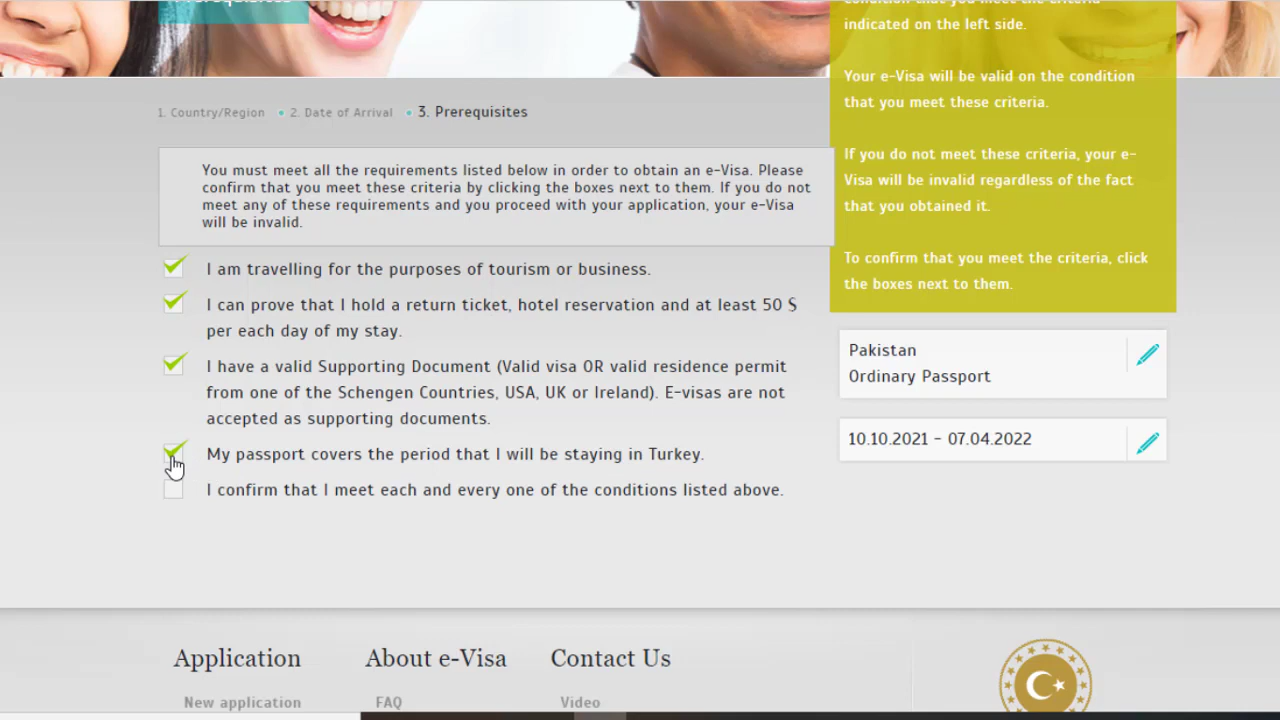 condition that you meet the criteria
indicated on the left side.
Your e-Visa will be valid on the condition
that you meet these criteria.
If you do not meet these criteria, your e-
Visa will be invalid regardless of the fact
that you obtained it.
To confirm that you meet the criteria, click
the boxes next to them.
1. Country/Region
2. Date of Arrival
3. Prerequisites
You must meet all the requirements listed below in order to obtain an e-Visa. Please
confirm that you meet these criteria by clicking the boxes next to them. If you do not
meet any of these requirements and you proceed with your application, your e-Visa
will be invalid.
I am travelling for the purposes of tourism or business.
I can prove that I hold a return ticket, hotel reservation and at least 50 $
per each day of my stay.
I have a valid Supporting Document (Valid visa OR valid residence permit
from one of the Schengen Countries, USA, UK or Ireland). E-visas are not
accepted as supporting documents.
My passport covers the period that I will be staying in Turkey.
I confirm that I meet each and every one of the conditions listed above.
Pakistan
Ordinary Passport
10.10.2021 - 07.04.2022
Application
New application
About e-Visa
FAQ
Contact Us
Video